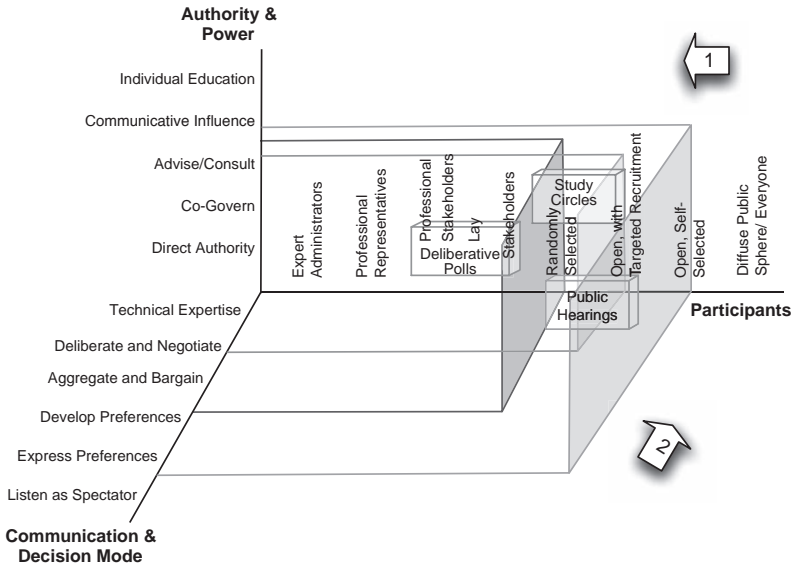 Authority &
Power
1
Individual Education
Communicative Influence
Advise/Consult
Co-Govern
Direct Authority
Expert
Administrators
Professional
Representatives
Professional
Stakeholders
Lay
Stakeholders
Randomly
Selected
Open, with
Targeted Recruitment
Open, Self-
Selected
Diffuse Public
Sphere/ Everyone
Study
Circles
Deliberative
Polls
Public
Hearings
Participants
Technical Expertise
Deliberate and Negotiate
Aggregate and Bargain
Develop Preferences
Express Preferences
Listen as Spectator
2
Communication &
Decision Mode